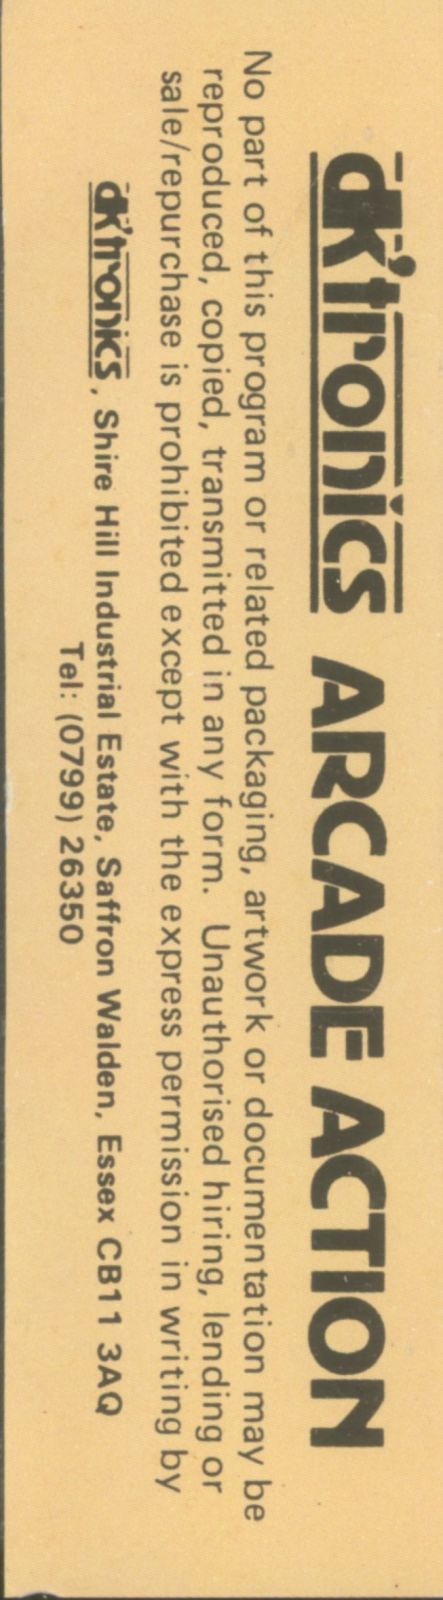 dk'tronics ARCADE ACTION
No part of this program or related packaging, artwork or documentation may be
reproduced, copied, transmitted in any form. Unauthorised hiring, lending or
sale/repurchase is prohibited except with the express permission in writing by
dk'tronics, Shire Hill Industrial Estate, Saffron Walden, Essex CB11 3AQ
Tel: (0799) 26350